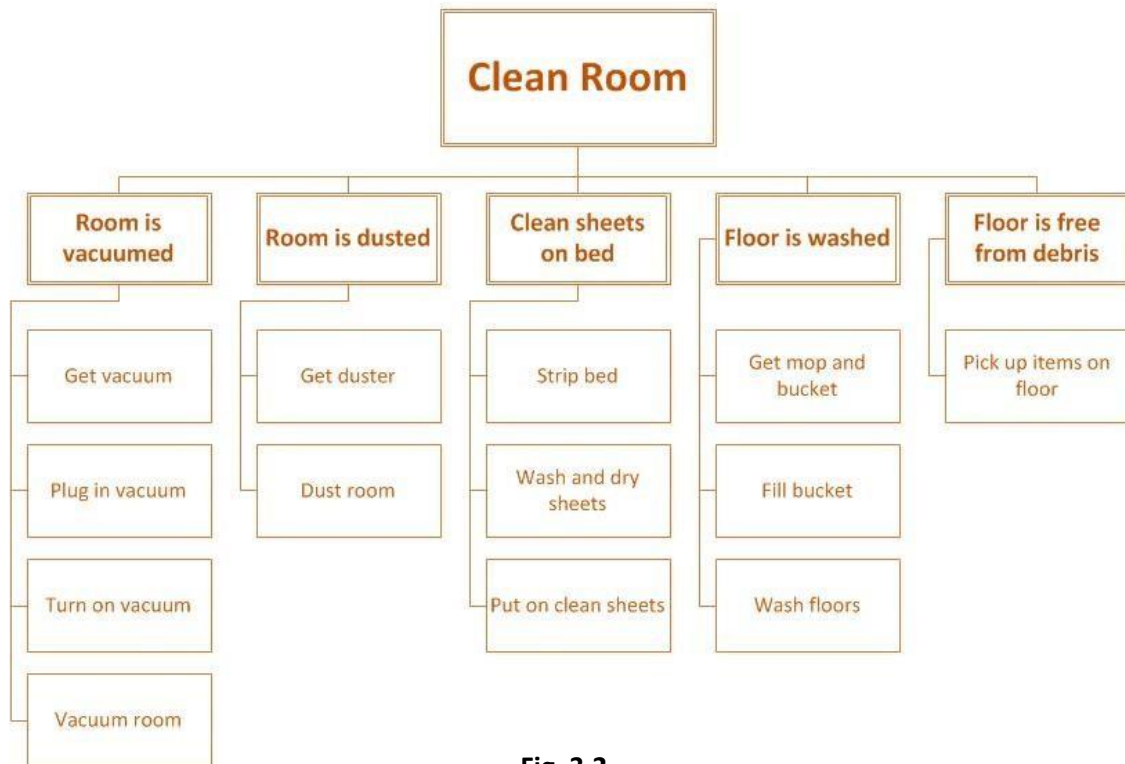 Clean Room
Room is
vacuumed
Room is dusted
Clean sheets
on bed
Floor is washed
Floor is free
from debris
Get vacuum
Plug in vacuum
Turn on vacuum
Vacuum room
Get duster
Dust room
Strip bed
Wash and dry
sheets
Put on clean sheets
Get mop and
bucket
Fill bucket
Wash floors
Pick up items on
floor
Fig.